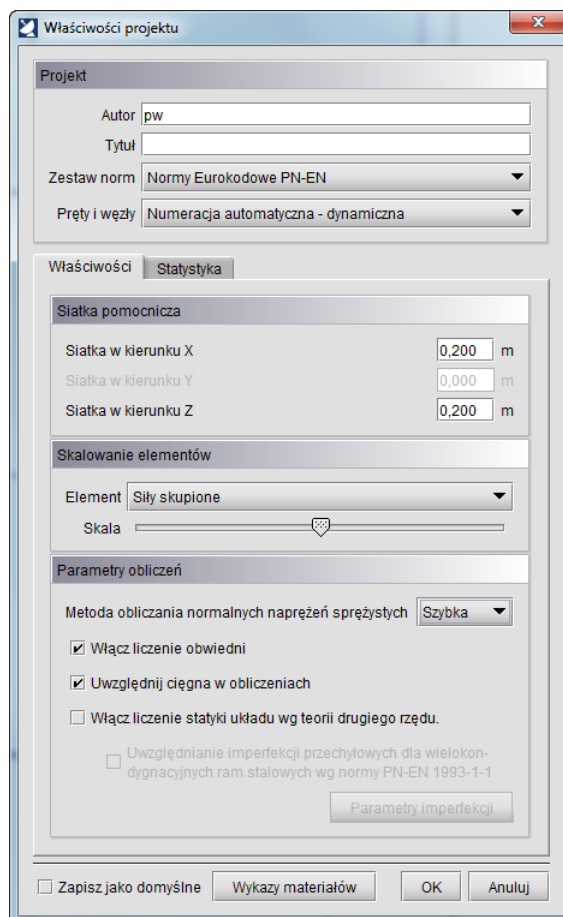 Właściwości projektu
Projekt
Autor pw
Tytuł
Zestaw norm Normy Eurokodowe PN-EN
Pręty i węzły Numeracja automatyczna - dynamiczna
Właściwości Statystyka
Siatka pomocnicza
Siatka w kierunku X 0,200 m
Siatka w kierunku Y 0,000 m
Siatka w kierunku Z 0,200 m
Skalowanie elementów
Element Siły skupione
Skala
Parametry obliczeń
Metoda obliczania normalnych naprężeń sprężystych Szybka
Włącz liczenie obwiedni
Uwzględnij cięgna w obliczeniach
Włącz liczenie statyki układu wg teorii drugiego rzędu.
Uwzględnianie imperfekcji przechyłowych dla wielokon-
dygnacyjnych ram stalowych wg normy PN-EN 1993-1-1
Parametry imperfekcji
Zapisz jako domyślne Wykazy materiałów OK Anuluj